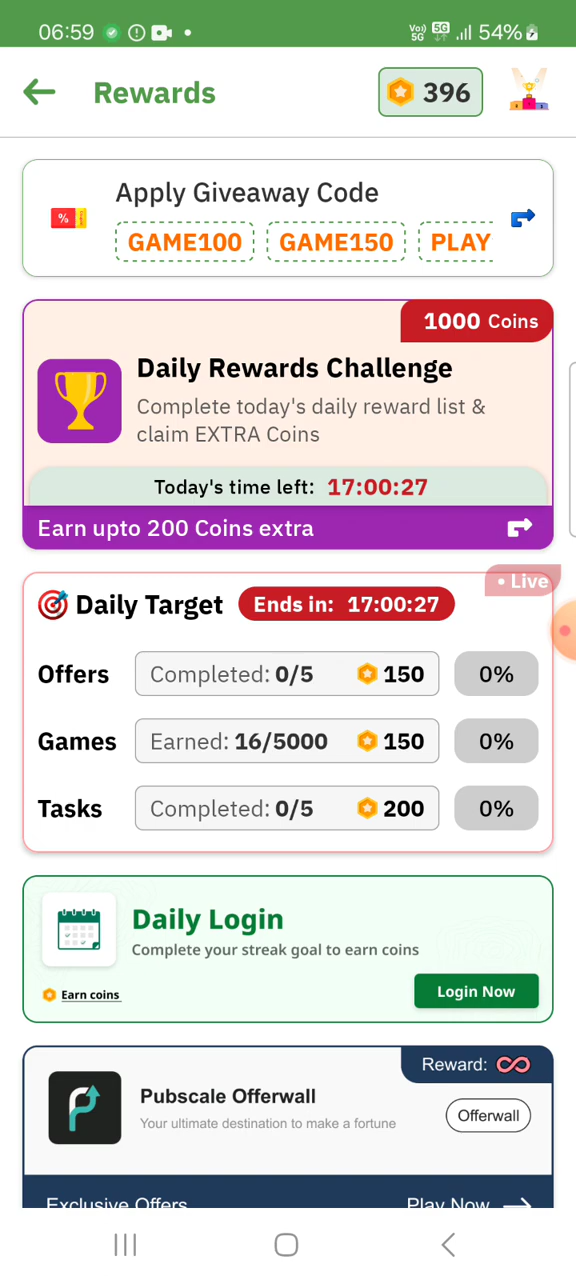 06:59
Vo)) 5G 5G 54%
Rewards
396
Apply Giveaway Code
%
GAME100 GAME150 PLAY
1000 Coins
Daily Rewards Challenge
Complete today's daily reward list &
claim EXTRA Coins
Today's time left: 17:00:27
Earn upto 200 Coins extra
• Live
Daily Target Ends in: 17:00:27
Offers Completed: 0/5 150 0%
Games Earned: 16/5000 150 0%
Tasks Completed: 0/5 200 0%
Daily Login
Complete your streak goal to earn coins
Earn coins
Login Now
Reward:
Pubscale Offerwall
Your ultimate destination to make a fortune
Offerwall
Exclusive Offers Play Now